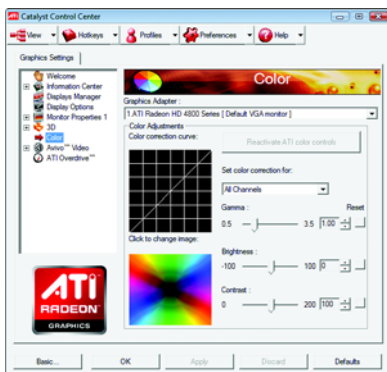 ATI Catalyst Control Center
View Hotkeys Profiles Preferences Help
Graphics Settings
Welcome
Information Center
Displays Manager
Display Options
Monitor Properties 1
3D
Color
Avivo™ Video
ATI Overdrive™
ATI
RADEON
GRAPHICS
Color
Graphics Adapter :
1.ATI Radeon HD 4800 Series [ Default VGA monitor ]
Color Adjustments
Color correction curve:
Reactivate ATI color controls
Set color correction for:
All Channels
Gamma : Reset
0.5 3.5 1.00
Click to change image:
Brightness :
-100 100 0
Contrast :
0 200 100
Basic... OK Apply Discard Defaults